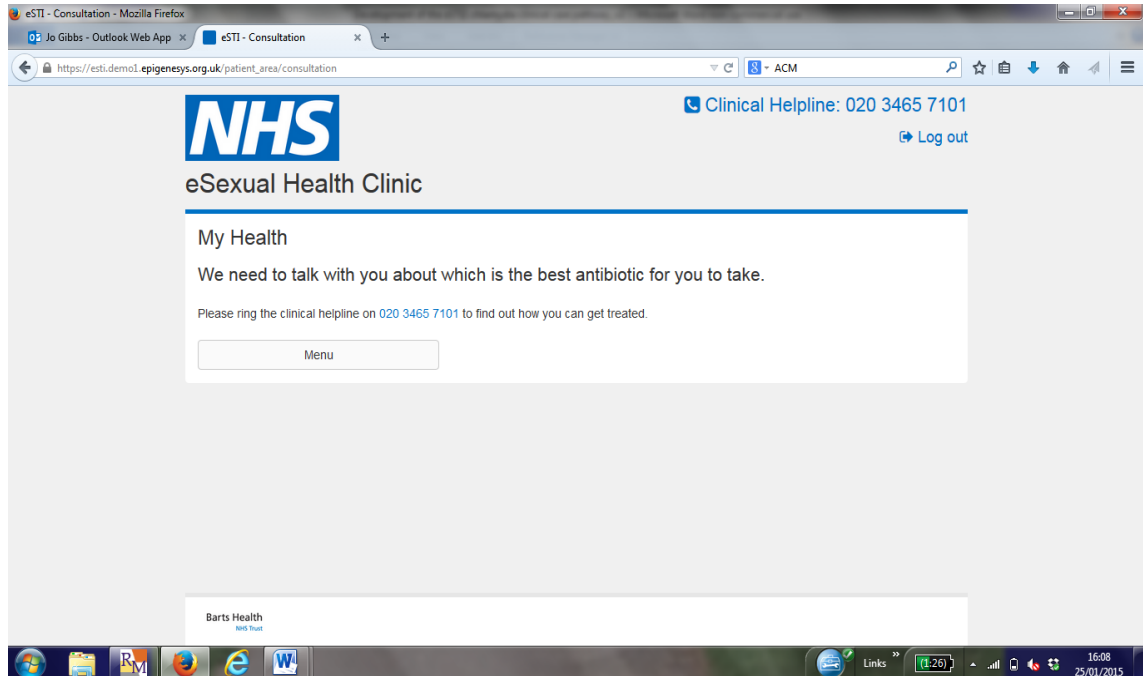 eSTI - Consultation - Mozilla Firefox
Jo Gibbs - Outlook Web App × eSTI - Consultation × +
https://esti.demo1.epigenesys.org.uk/patient_area/consultation 8 - ACM
NHS Clinical Helpline: 020 3465 7101
Log out
eSexual Health Clinic
My Health
We need to talk with you about which is the best antibiotic for you to take.
Please ring the clinical helpline on 020 3465 7101 to find out how you can get treated.
Menu
Barts Health
NHS Trust
RM Links » (1:26) 16:08
25/01/2015